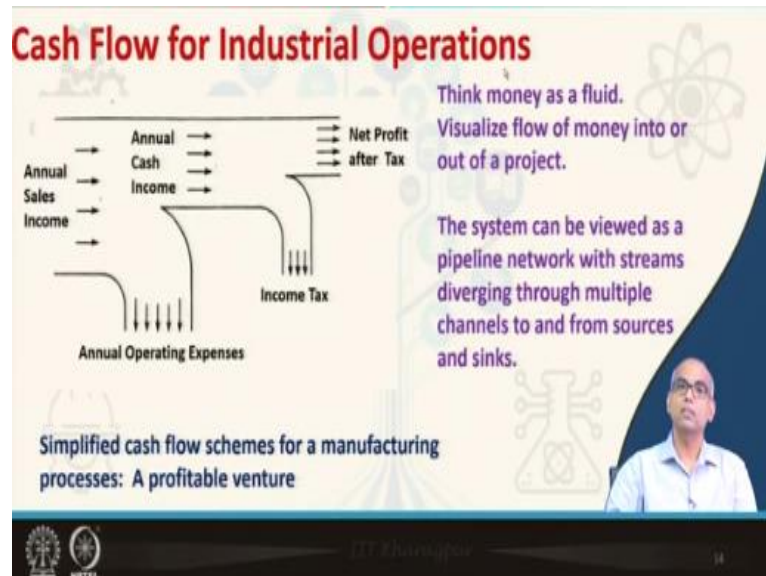 Cash Flow for Industrial Operations
Think money as a fluid.
Visualize flow of money into or
out of a project.
The system can be viewed as a
pipeline network with streams
diverging through multiple
channels to and from sources
and sinks.
Annual
Sales
Income
Annual
Cash
Income
Net Profit
after Tax
Income Tax
Annual Operating Expenses
Simplified cash flow schemes for a manufacturing
processes: A profitable venture
IIT Kharagpur
NPTEL
14